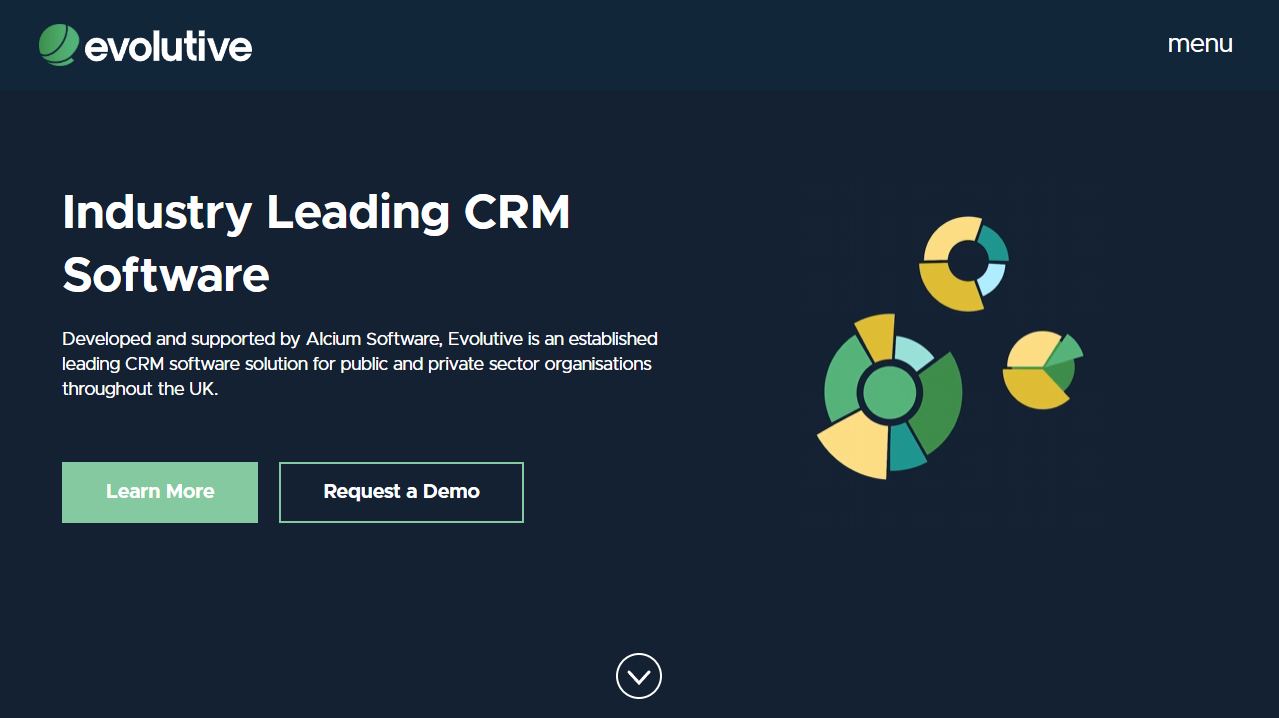 evolutive
menu
Industry Leading CRM
Software
Developed and supported by Alcium Software, Evolutive is an established
leading CRM software solution for public and private sector organisations
throughout the UK.
Learn More
Request a Demo